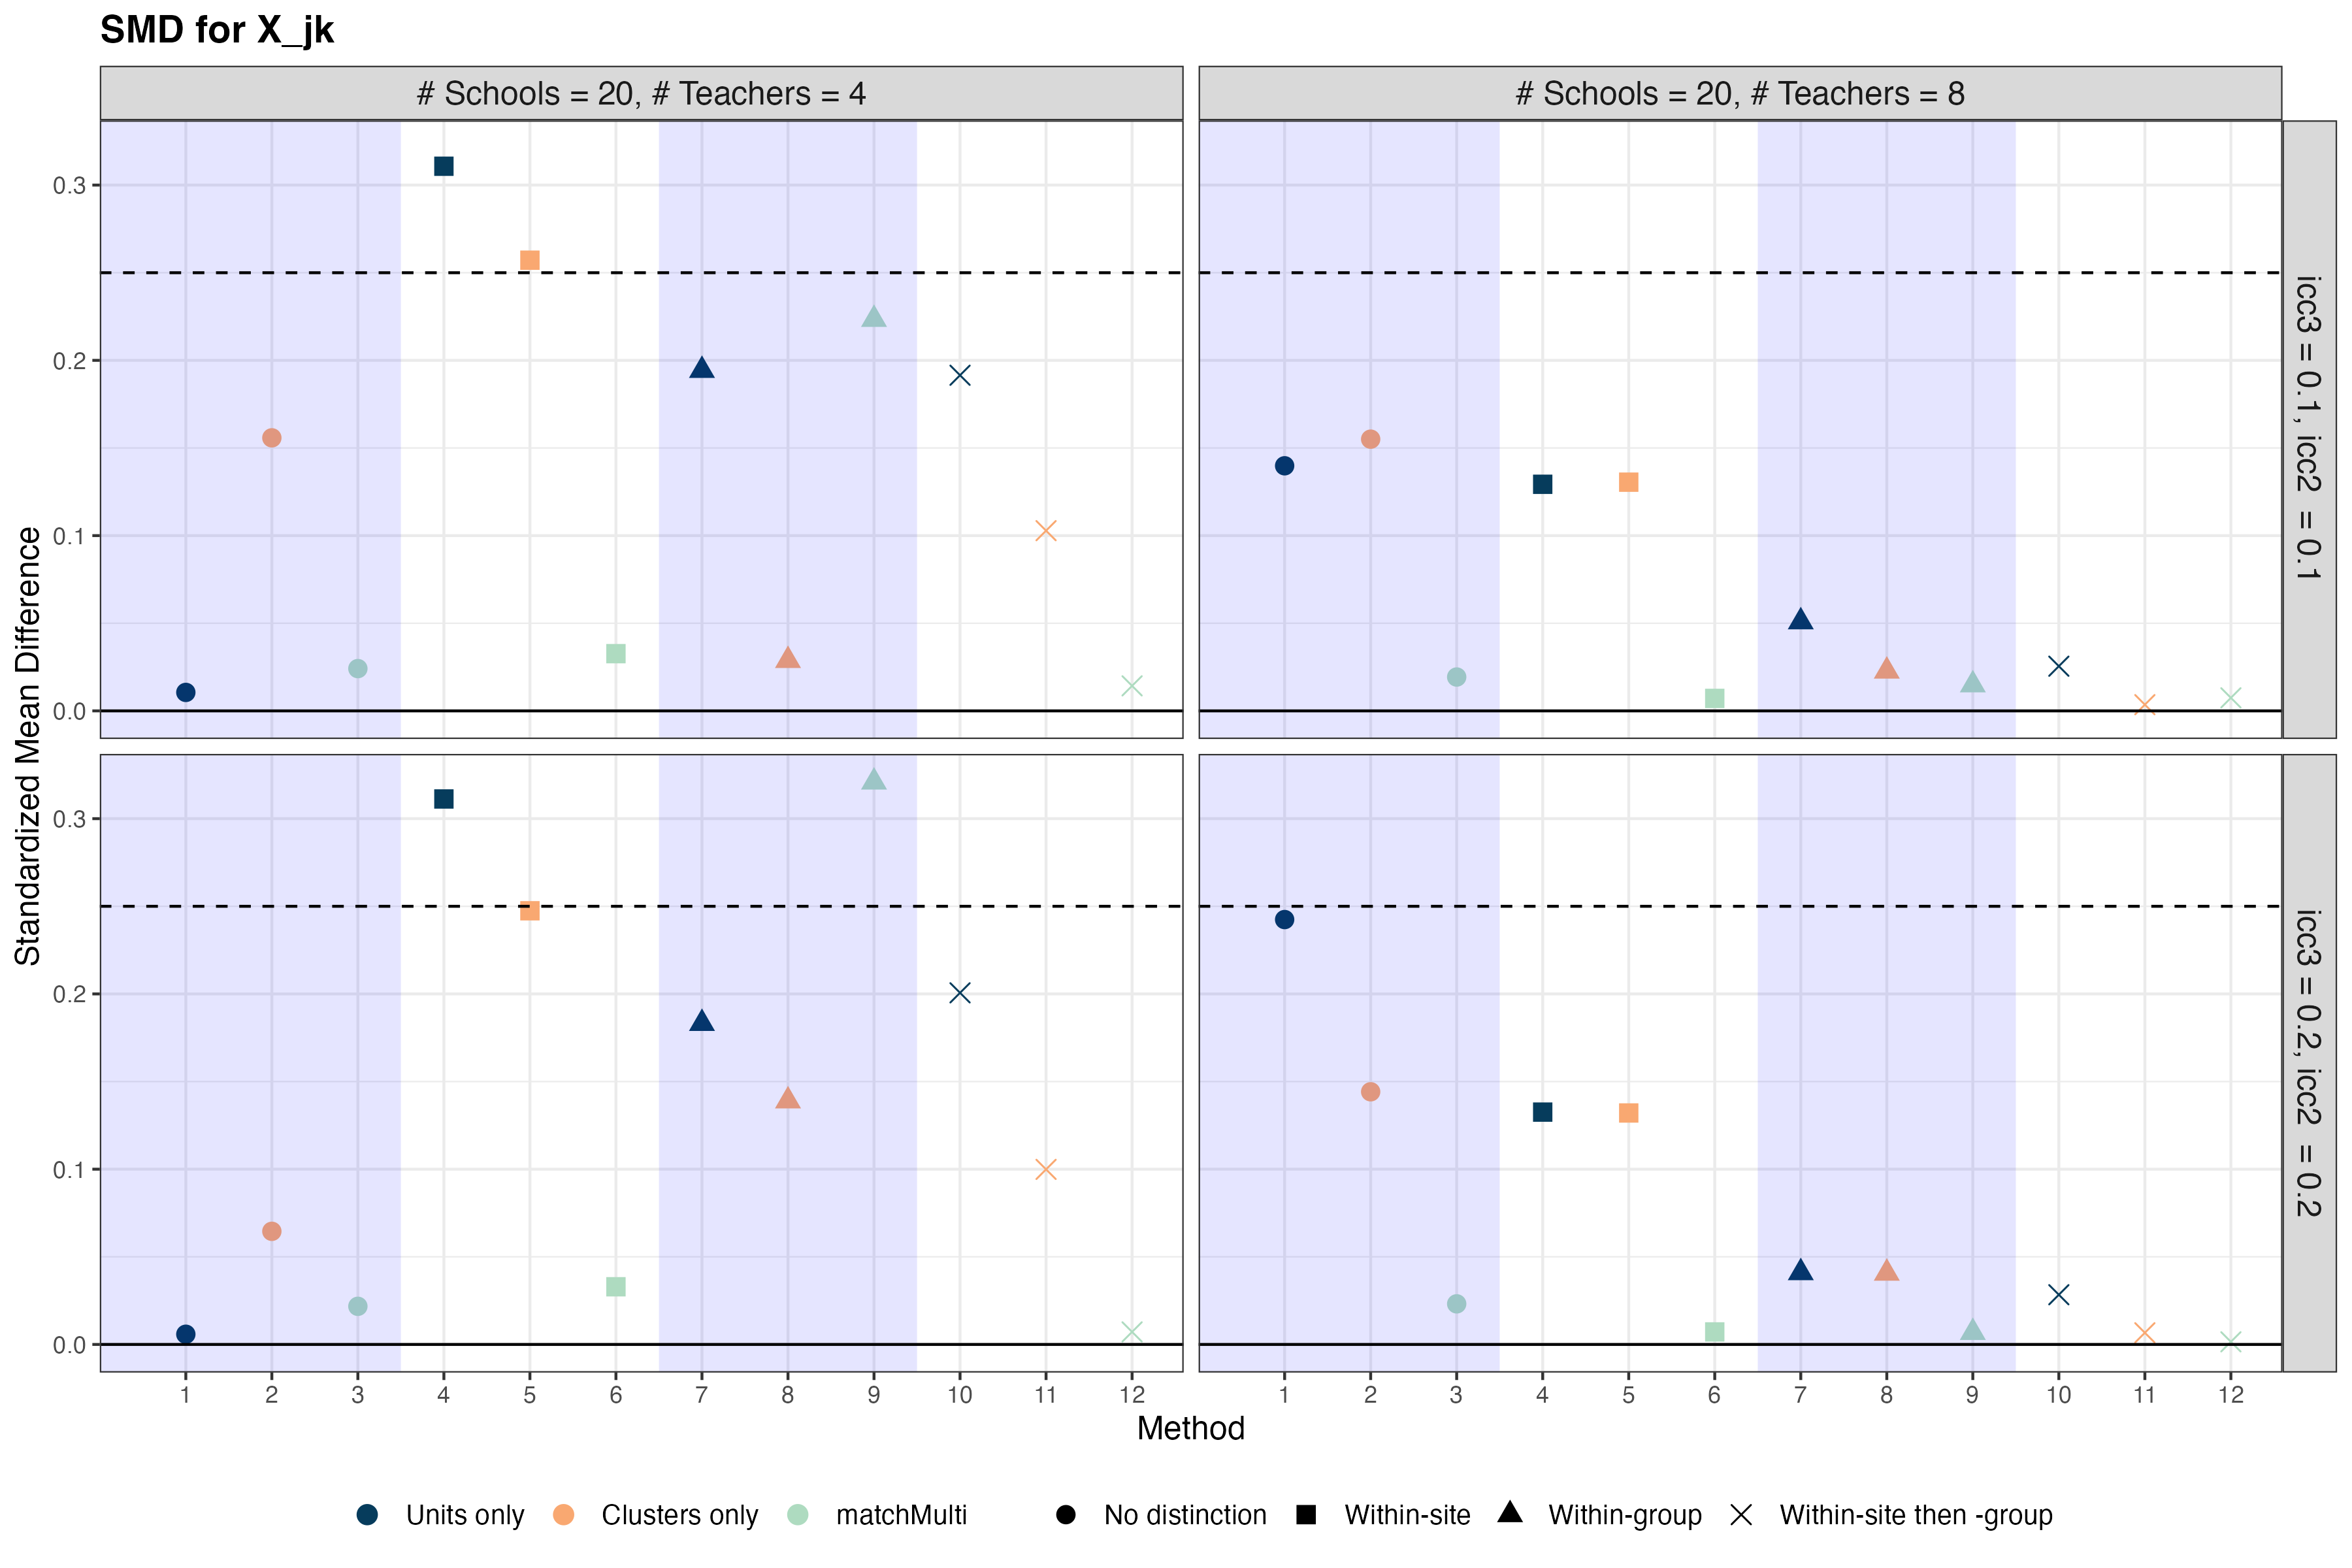 SMD for X_jk
# Schools = 20, # Teachers = 4
# Schools = 20, # Teachers = 8
0.3
0.2
0.1
0.0
icc3 = 0.1, icc2 = 0.1
Standardized Mean Difference
0.3
0.2
0.1
0.0
icc3 = 0.2, icc2 = 0.2
1 2 3 4 5 6 7 8 9 10 11 12
1 2 3 4 5 6 7 8 9 10 11 12
Method
Units only Clusters only matchMulti No distinction Within-site Within-group Within-site then -group